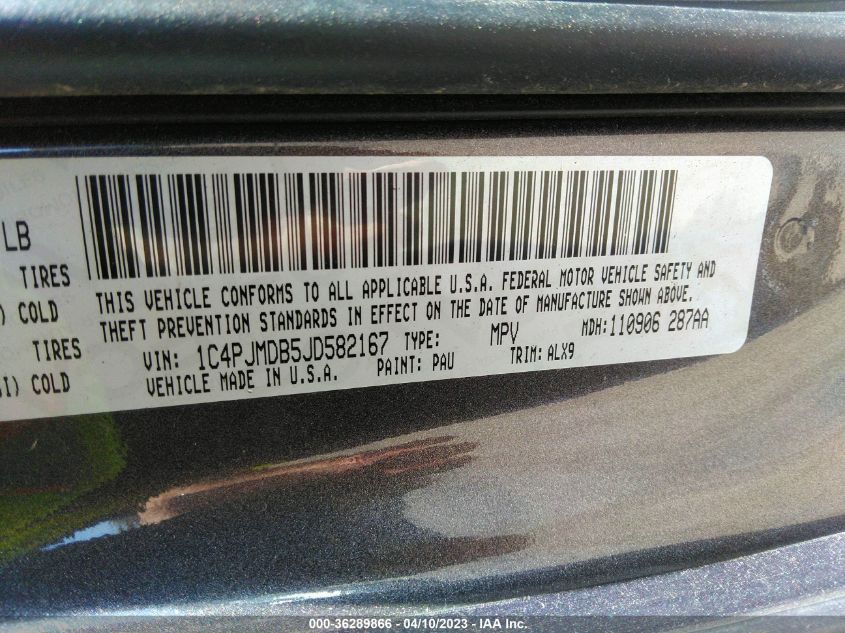 LB
TIRES
) COLD
TIRES
SI) COLD
THIS VEHICLE CONFORMS TO ALL APPLICABLE U.S.A. FEDERAL MOTOR VEHICLE SAFETY AND
THEFT PREVENTION STANDARDS IN EFFECT ON THE DATE OF MANUFACTURE SHOWN ABOVE.
VIN: 1C4PJMDB5JD582167 TYPE: MPV MDH:110906 287AA
VEHICLE MADE IN U.S.A. PAINT: PAU TRIM: ALX9
000-36289866 - 04/10/2023 - IAA Inc.